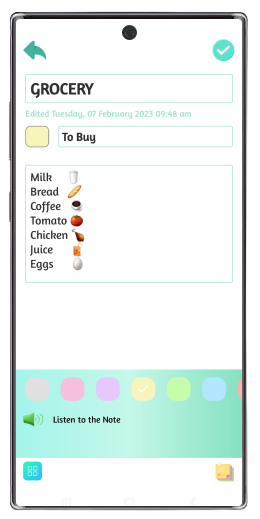 GROCERY
Edited Tuesday, 07 February 2023 09:48 am
To Buy
Milk 🥛
Bread 🥖
Coffee ☕
Tomato 🍅
Chicken 🍗
Juice 🧃
Eggs 🥚
Listen to the Note